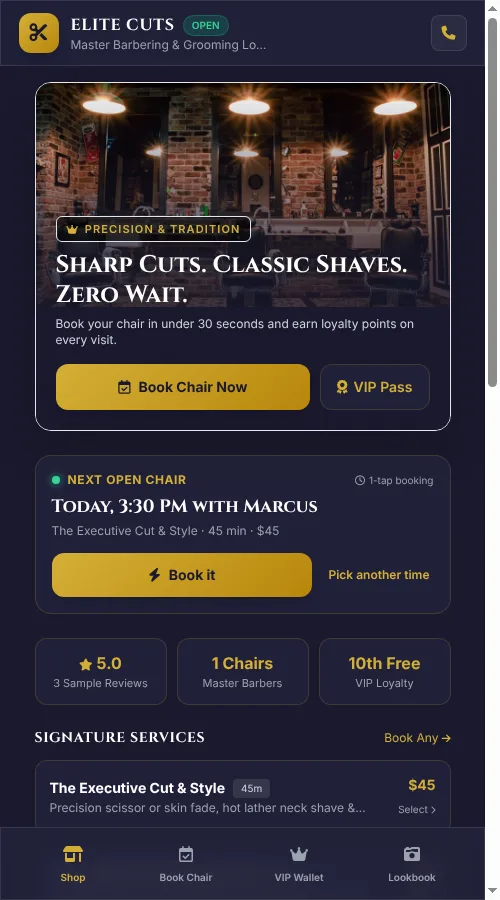 ELITE CUTS OPEN
Master Barbering & Grooming Lo...
PRECISION & TRADITION
Sharp Cuts. Classic Shaves.
Zero Wait.
Book your chair in under 30 seconds and earn loyalty points on
every visit.
Book Chair Now VIP Pass
NEXT OPEN CHAIR 1-tap booking
Today, 3:30 PM with Marcus
The Executive Cut & Style · 45 min · $45
Book it Pick another time
5.0 1 Chairs 10th Free
3 Sample Reviews Master Barbers VIP Loyalty
SIGNATURE SERVICES Book Any →
The Executive Cut & Style 45m $45
Precision scissor or skin fade, hot lather neck shave &... Select >
Shop Book Chair VIP Wallet Lookbook